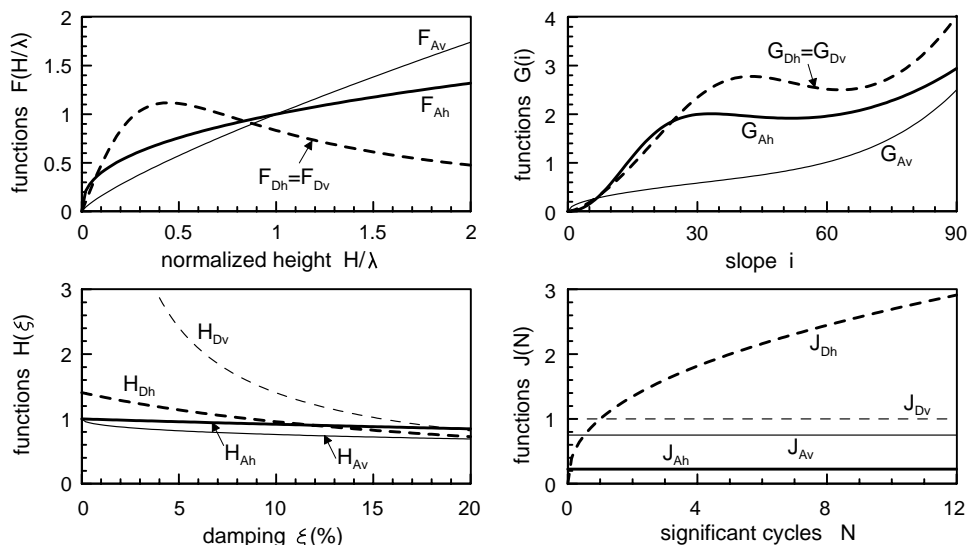 functions F(H/λ)
2
1.5
1
0.5
0
F_Av
F_Ah
F_Dh=F_Dv
0 0.5 1 1.5 2
normalized height H/λ
functions G(i)
4
3
2
1
0
G_Dh=G_Dv
G_Ah
G_Av
0 30 60 90
slope i
functions H(ξ)
3
2
1
0
H_Dv
H_Dh
H_Ah
H_Av
0 5 10 15 20
damping ξ(%)
functions J(N)
3
2
1
0
J_Dh
J_Dv
J_Ah
J_Av
0 4 8 12
significant cycles N